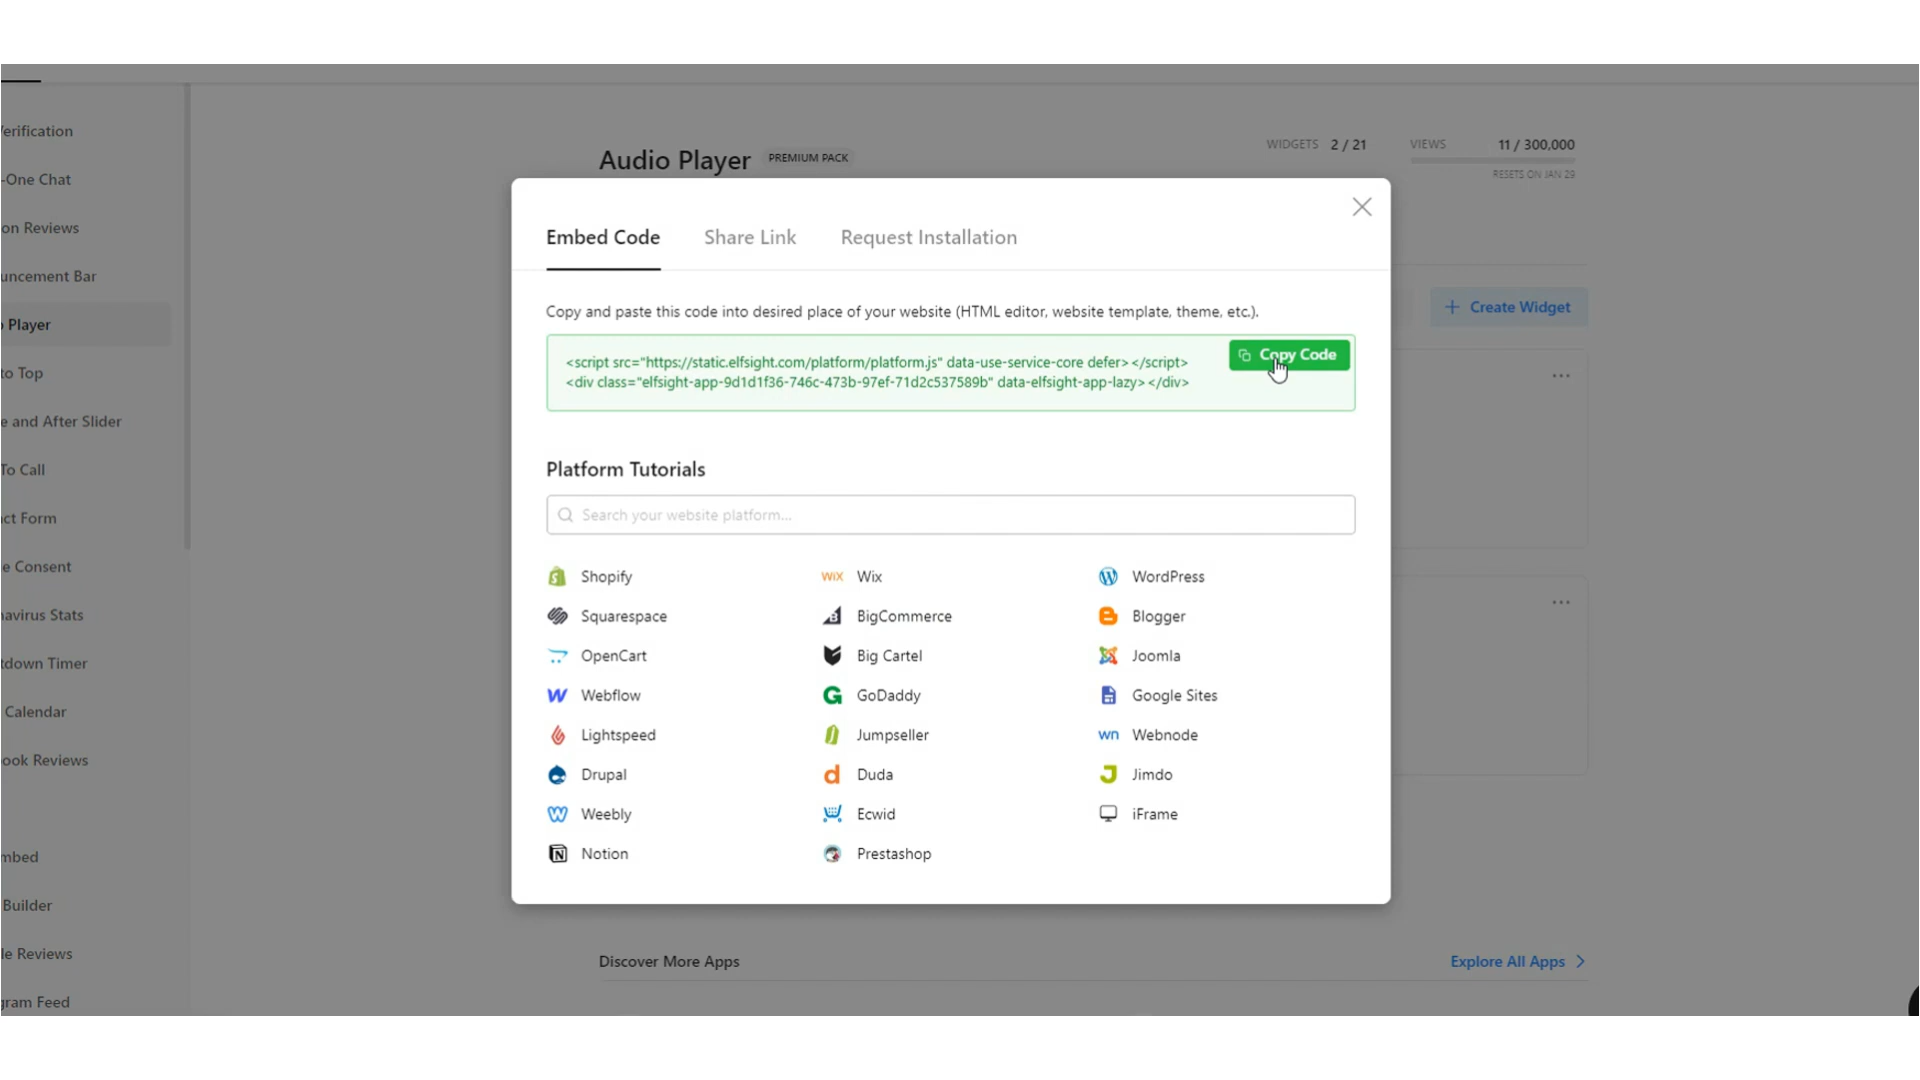 Audio Player PREMIUM PACK
WIDGETS 2 / 21
VIEWS 11 / 300,000
RESETS ON JAN 29
erification
-One Chat
on Reviews
uncement Bar
o Player
to Top
e and After Slider
To Call
act Form
e Consent
navirus Stats
tdown Timer
Calendar
ook Reviews
mbed
Builder
le Reviews
gram Feed
Embed Code Share Link Request Installation
Copy and paste this code into desired place of your website (HTML editor, website template, theme, etc.).
<script src="https://static.elfsight.com/platform/platform.js" data-use-service-core defer></script>
<div class="elfsight-app-9d1d1f36-746c-473b-97ef-71d2c537589b" data-elfsight-app-lazy></div>
Copy Code
+ Create Widget
Platform Tutorials
Search your website platform...
Shopify Wix WordPress
Squarespace BigCommerce Blogger
OpenCart Big Cartel Joomla
Webflow GoDaddy Google Sites
Lightspeed Jumpseller Webnode
Drupal Duda Jimdo
Weebly Ecwid iFrame
Notion Prestashop
Discover More Apps Explore All Apps